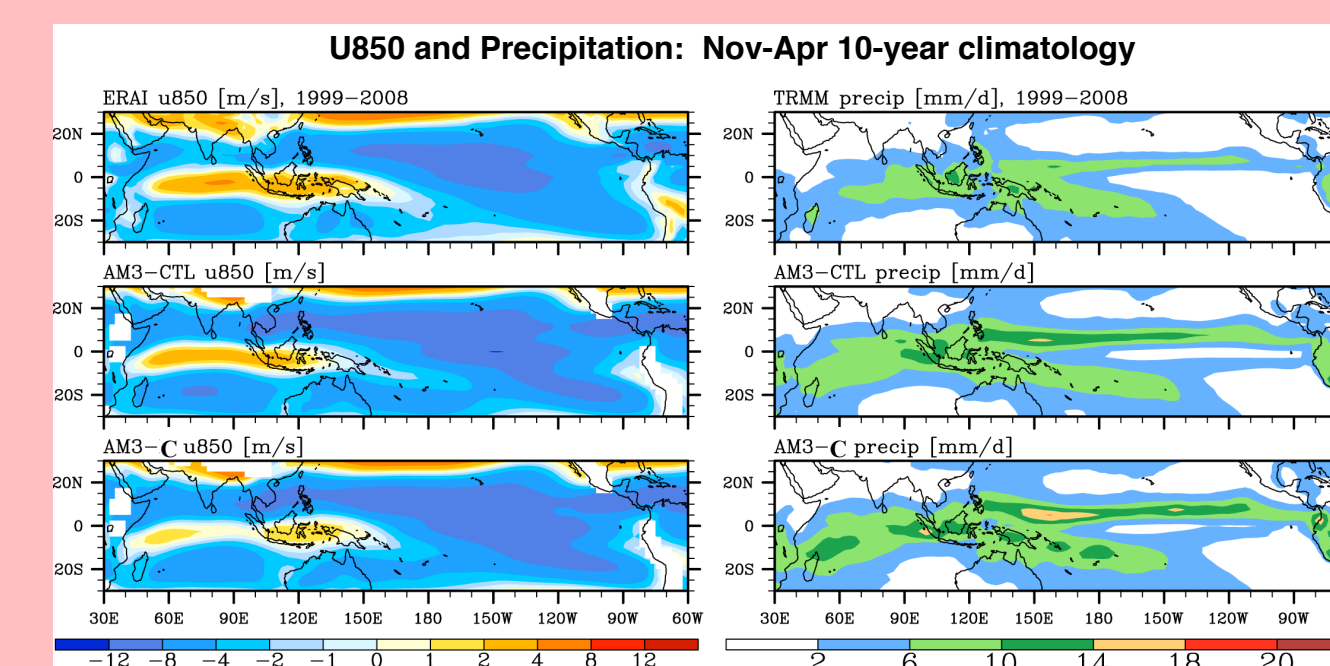 U850 and Precipitation: Nov-Apr 10-year climatology
ERAI u850 [m/s], 1999-2008
TRMM precip [mm/d], 1999-2008
20N
0
20S
20N
0
20S
AM3-CTL u850 [m/s]
AM3-CTL precip [mm/d]
20N
0
20S
20N
0
20S
AM3-C u850 [m/s]
AM3-C precip [mm/d]
20N
0
20S
20N
0
20S
30E 60E 90E 120E 150E 180 150W 120W 90W 60W
30E 60E 90E 120E 150E 180 150W 120W 90W
-12 -8 -4 -2 -1 0 1 2 4 8 12
2 6 10 14 18 20